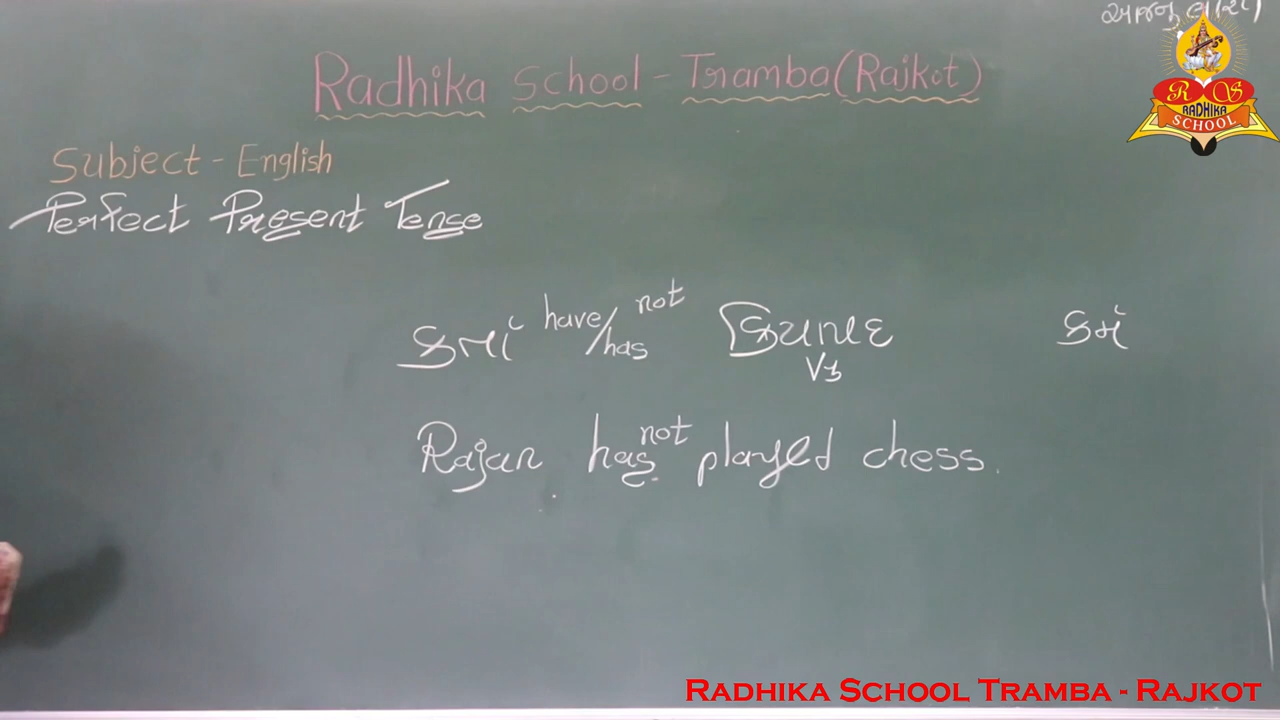 Radhika School - Tramba (Rajkot)
R S
RADHIKA
SCHOOL
Subject - English
Perfect Present Tense
કર્તા have/has not ક્રિયાપદ કર્મ
V3
Rajan has not played chess.
RADHIKA SCHOOL TRAMBA - RAJKOT